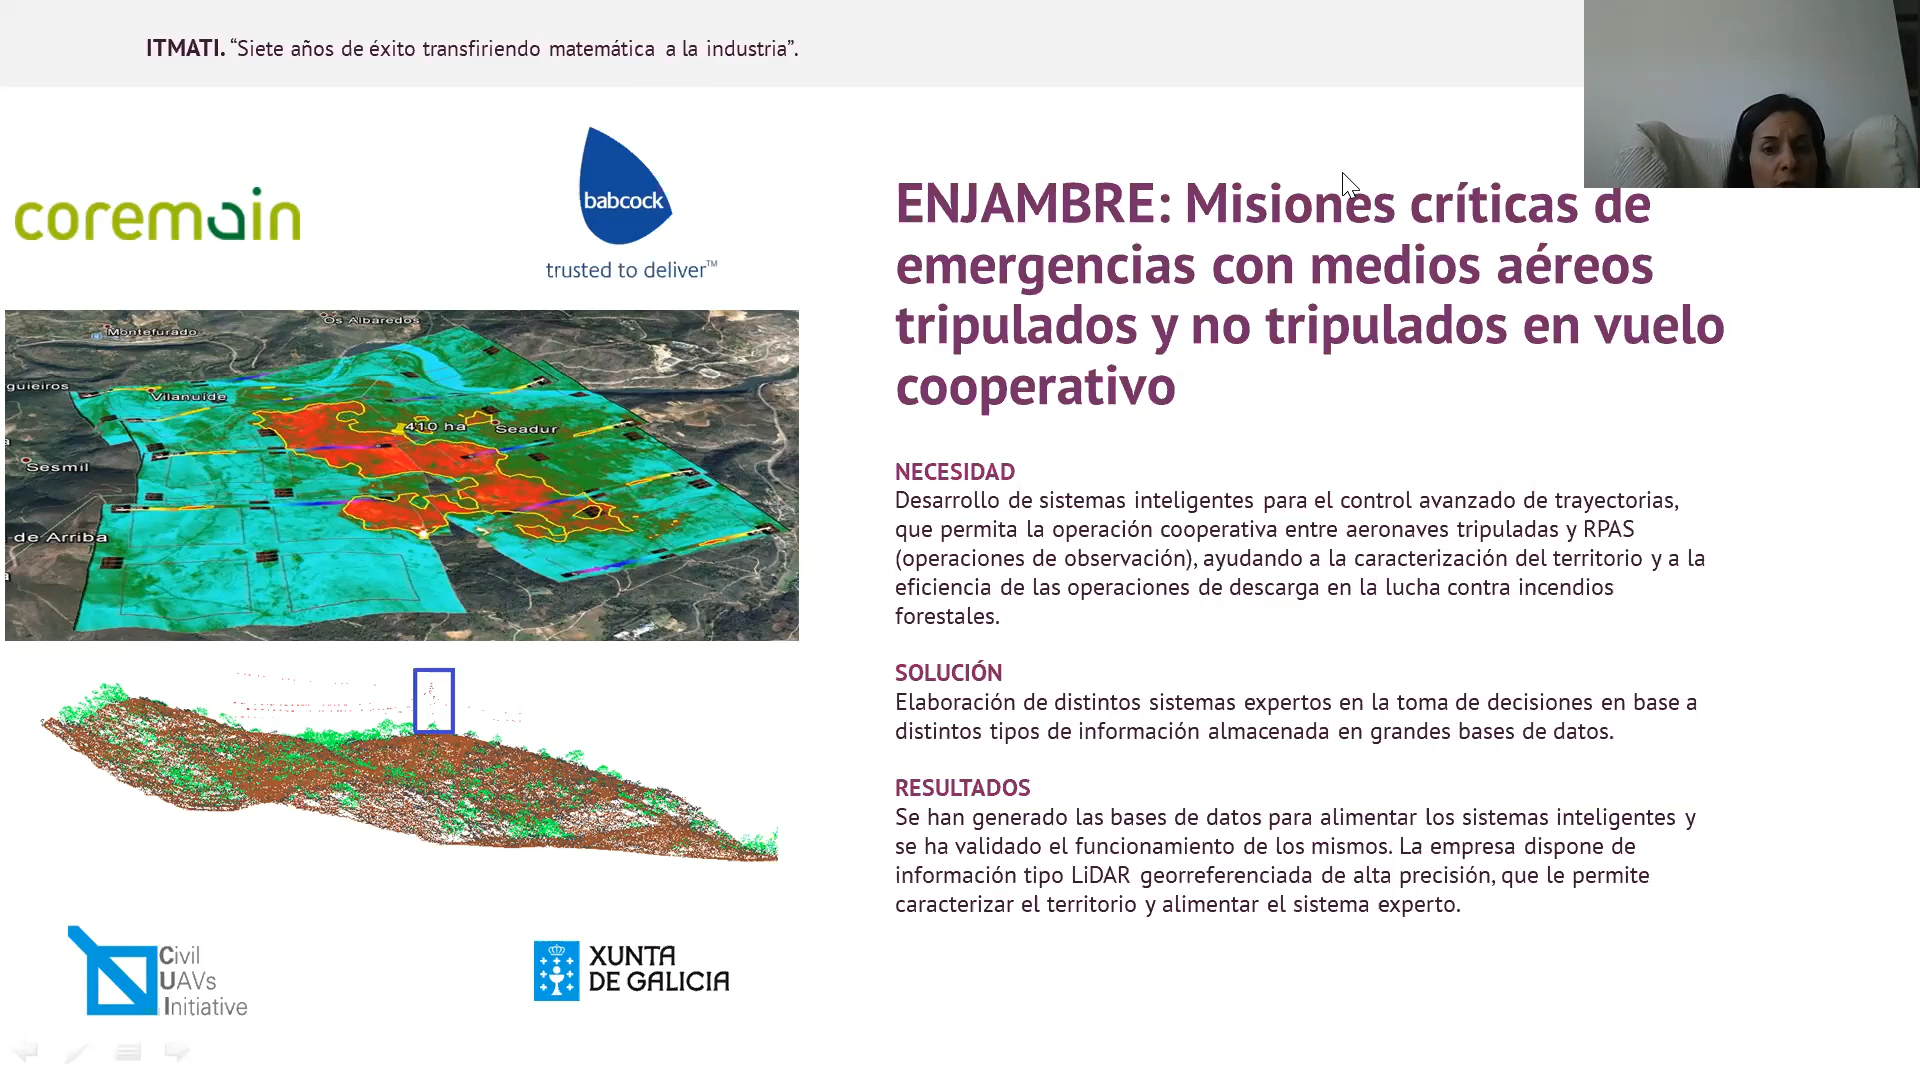 ITMATI. “Siete años de éxito transfiriendo matemática a la industria”.
coremain
babcock
trusted to deliver™
ENJAMBRE: Misiones críticas de
emergencias con medios aéreos
tripulados y no tripulados en vuelo
cooperativo
Montefurado
Os Albaredos
guieiros
Vilanuide
410 ha
Seadur
Sesmil
de Arriba
NECESIDAD
Desarrollo de sistemas inteligentes para el control avanzado de trayectorias,
que permita la operación cooperativa entre aeronaves tripuladas y RPAS
(operaciones de observación), ayudando a la caracterización del territorio y a la
eficiencia de las operaciones de descarga en la lucha contra incendios
forestales.
SOLUCIÓN
Elaboración de distintos sistemas expertos en la toma de decisiones en base a
distintos tipos de información almacenada en grandes bases de datos.
RESULTADOS
Se han generado las bases de datos para alimentar los sistemas inteligentes y
se ha validado el funcionamiento de los mismos. La empresa dispone de
información tipo LiDAR georreferenciada de alta precisión, que le permite
caracterizar el territorio y alimentar el sistema experto.
Civil
UAVs
Initiative
XUNTA
DE GALICIA